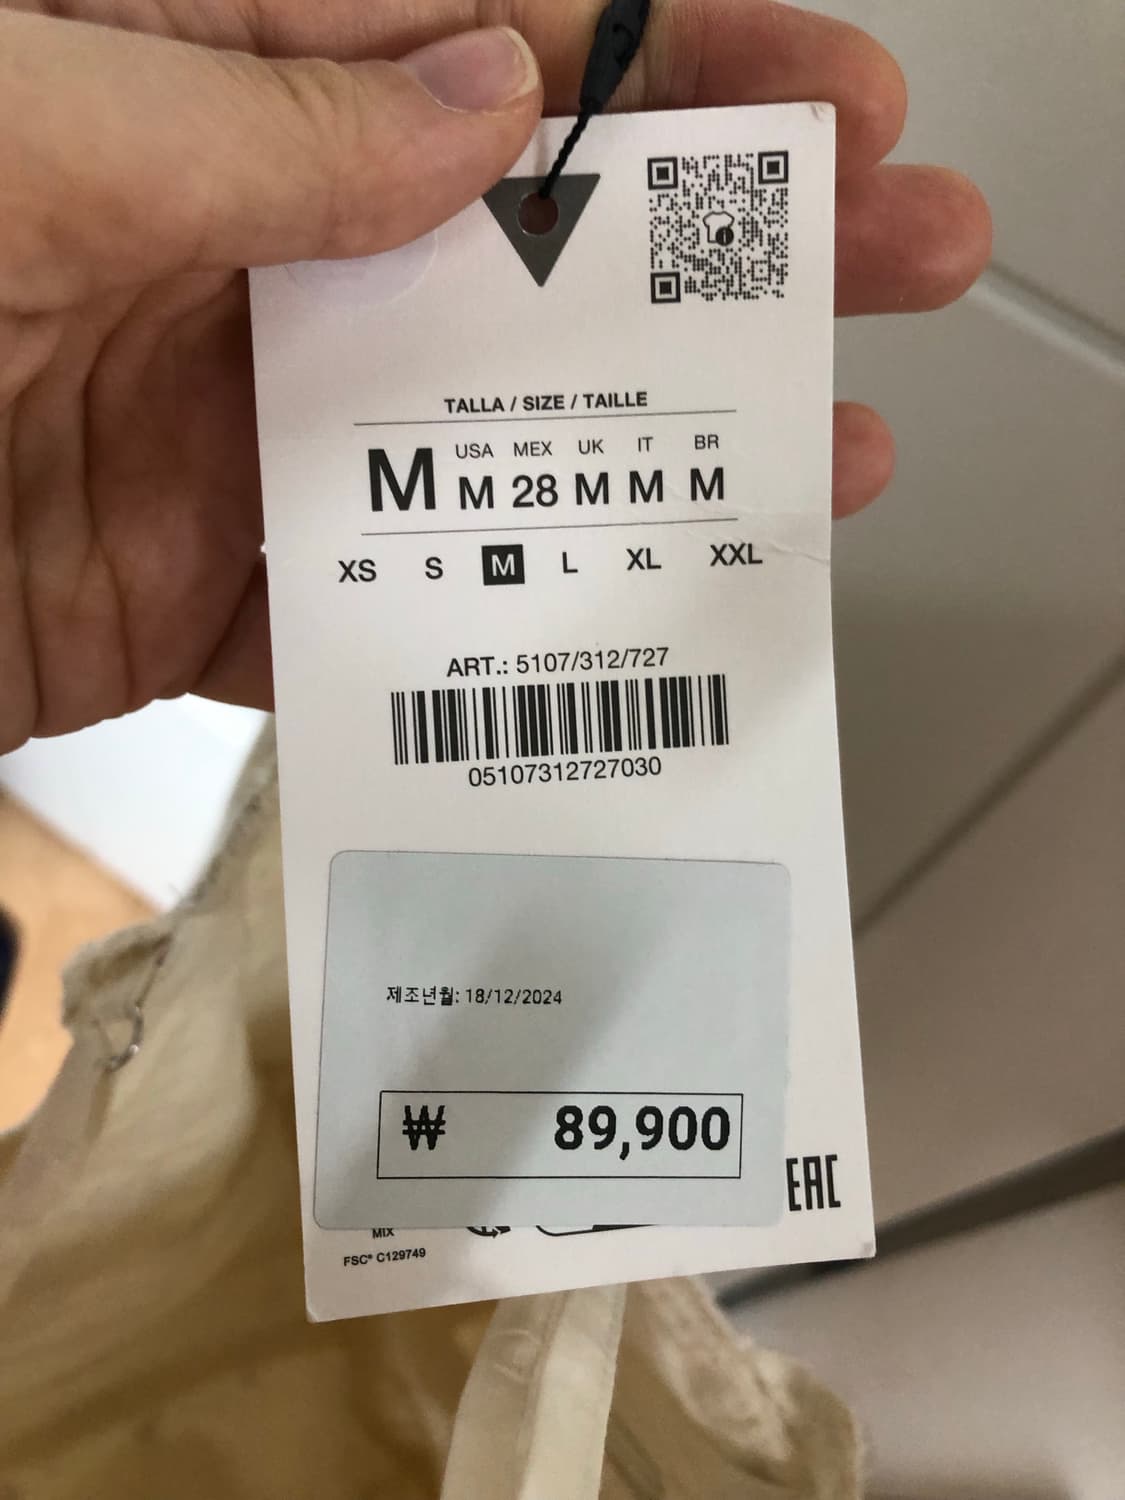 TALLA / SIZE / TAILLE
USA MEX UK IT BR
M M 28 M M M
XS S M L XL XXL
ART.: 5107/312/727
05107312727030
제조년월: 18/12/2024
₩ 89,900
EAC
MIX
FSC® C129749